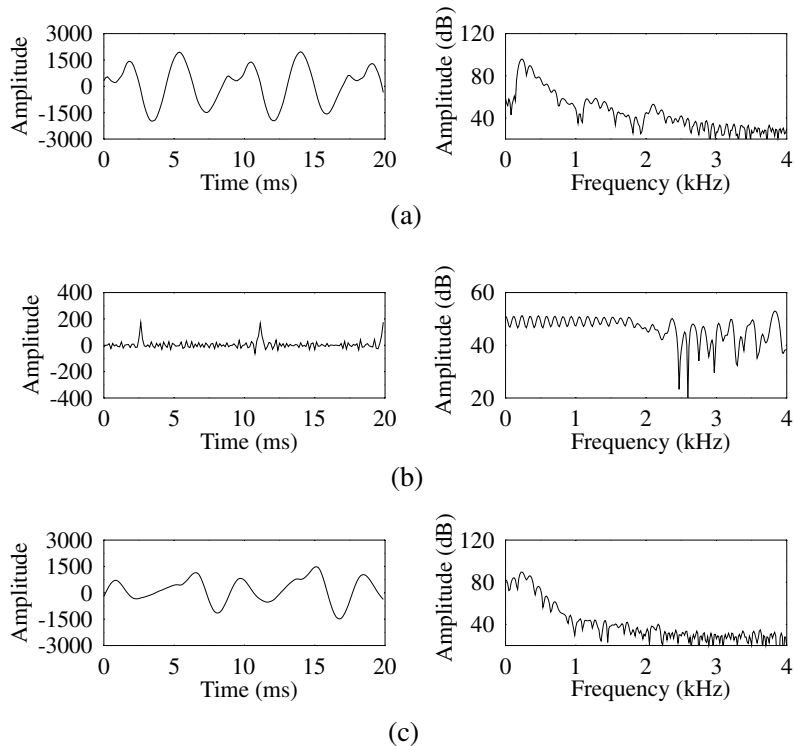 Amplitude
3000
1500
0
-1500
-3000
0 5 10 15 20
Time (ms)
Amplitude (dB)
120
80
40
0 1 2 3 4
Frequency (kHz)
(a)
Amplitude
400
200
0
-200
-400
0 5 10 15 20
Time (ms)
Amplitude (dB)
60
40
20
0 1 2 3 4
Frequency (kHz)
(b)
Amplitude
3000
1500
0
-1500
-3000
0 5 10 15 20
Time (ms)
Amplitude (dB)
120
80
40
0 1 2 3 4
Frequency (kHz)
(c)